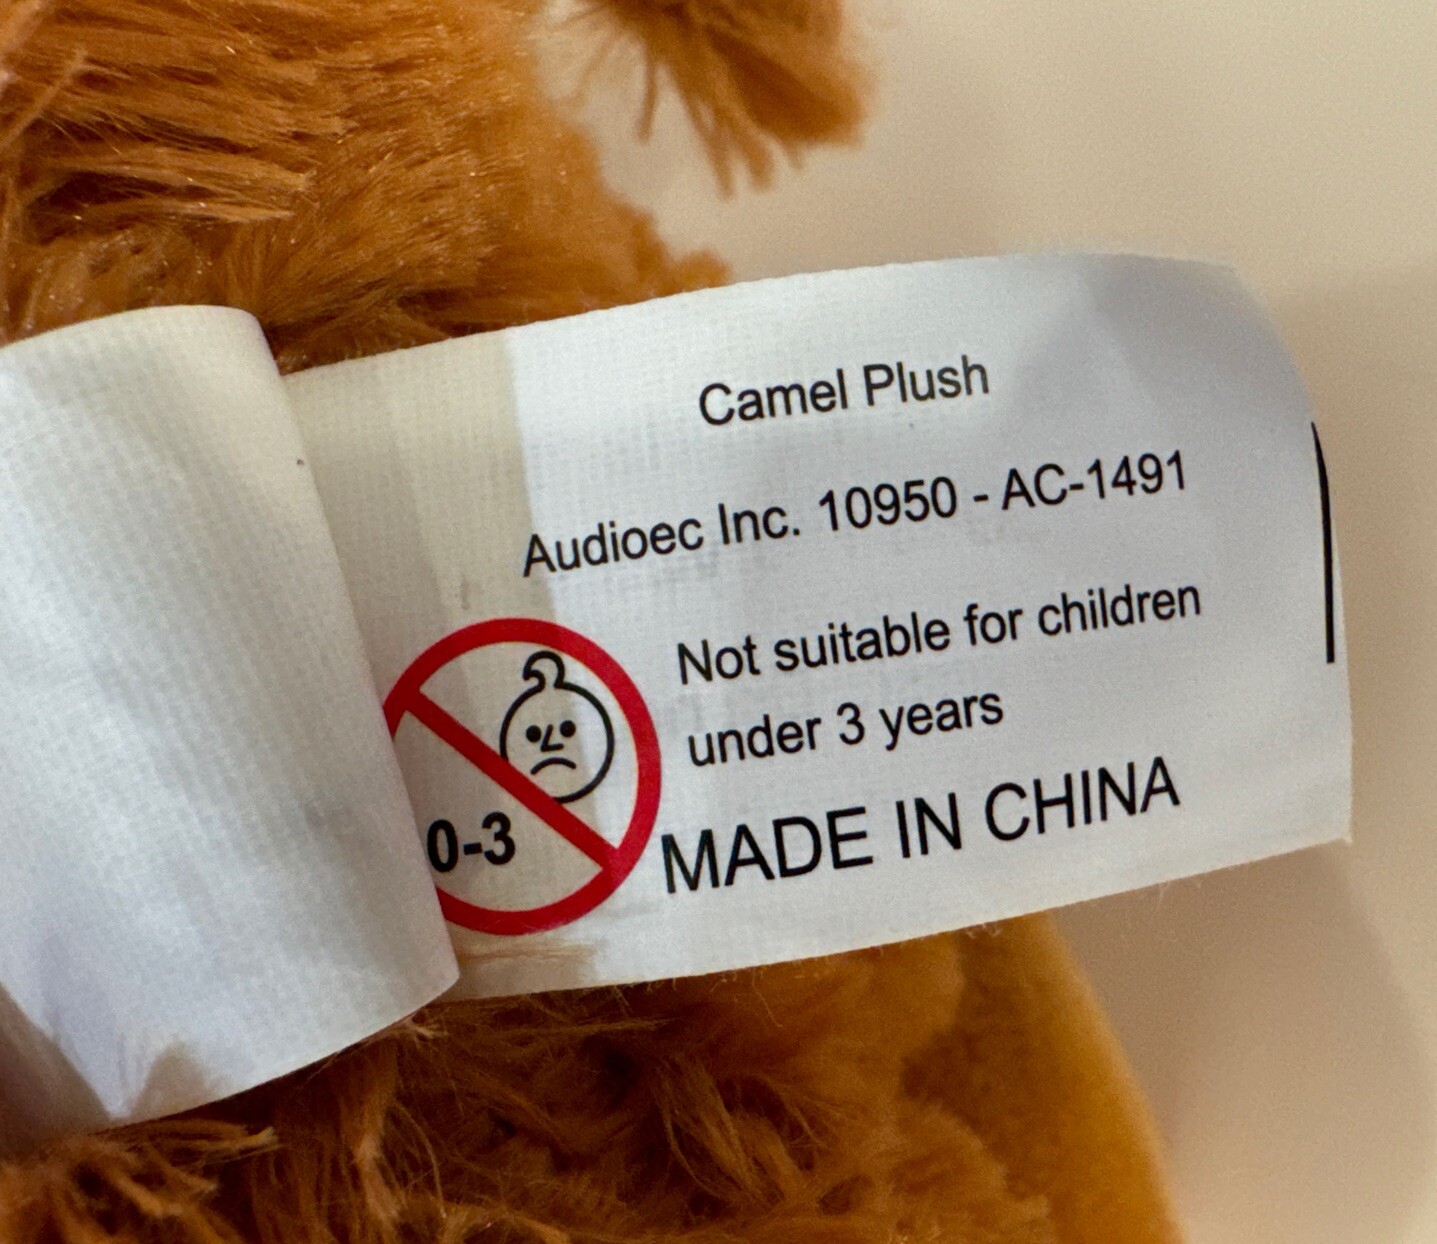 Camel Plush
Audioec Inc. 10950 - AC-1491
Not suitable for children
under 3 years
0-3
MADE IN CHINA